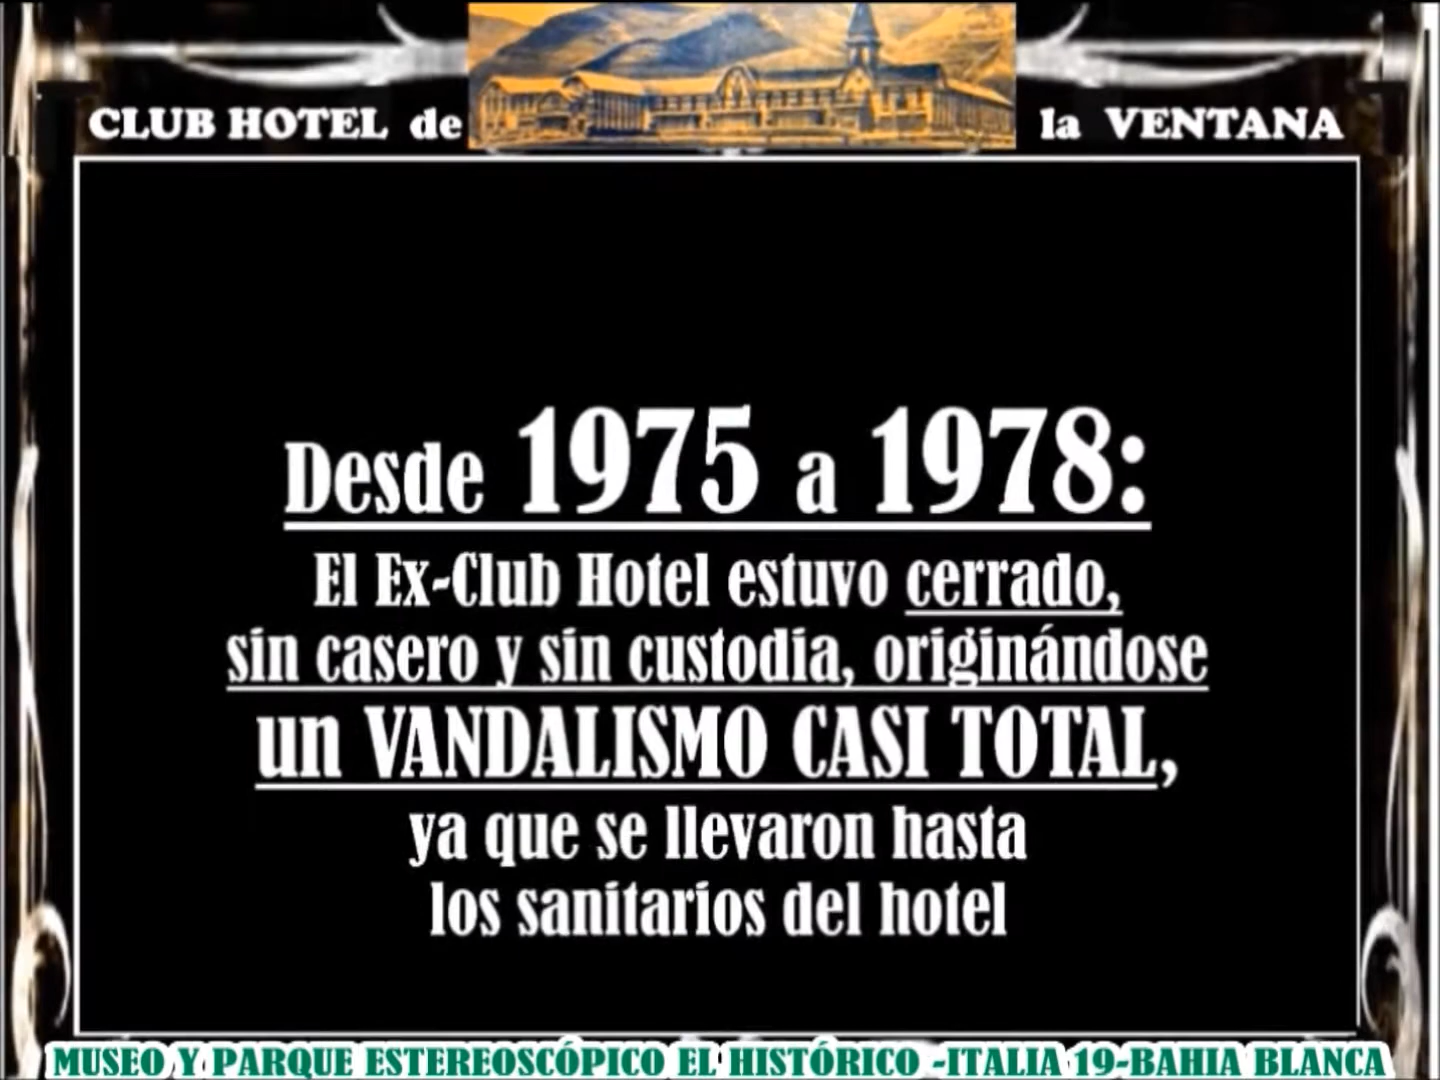 CLUB HOTEL de la VENTANA
Desde 1975 a 1978:
El Ex-Club Hotel estuvo cerrado,
sin casero y sin custodia, originándose
un VANDALISMO CASI TOTAL,
ya que se llevaron hasta
los sanitarios del hotel
MUSEO Y PARQUE ESTEREOSCÓPICO EL HISTÓRICO -ITALIA 19-BAHIA BLANCA